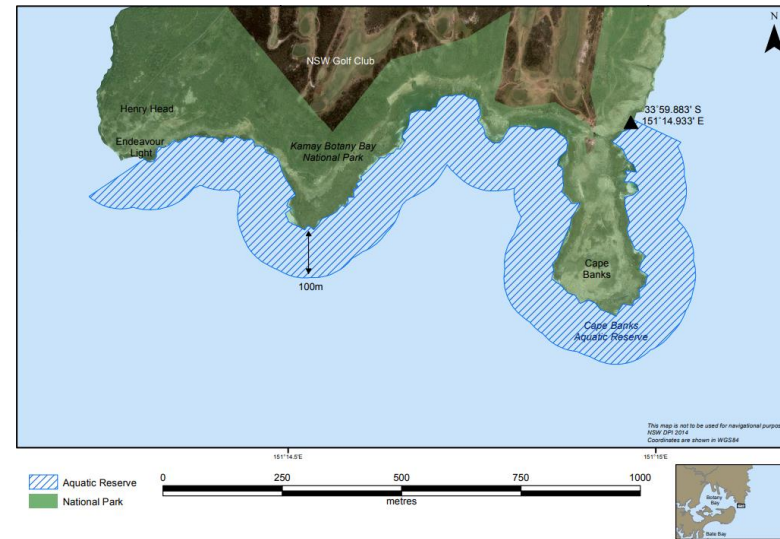 N
NSW Golf Club
33˚59.883' S
151˚14.933' E
Henry Head
Endeavour
Light
Kamay Botany Bay
National Park
Cape
Banks
100m
Cape Banks
Aquatic Reserve
This map is not to be used for navigational purpos
NSW DPI 2014
Coordinates are shown in WGS84
151°14.5'E
151°15'E
Aquatic Reserve
National Park
0 250 500 750 1000
metres
Botany
Bay
Bate Bay